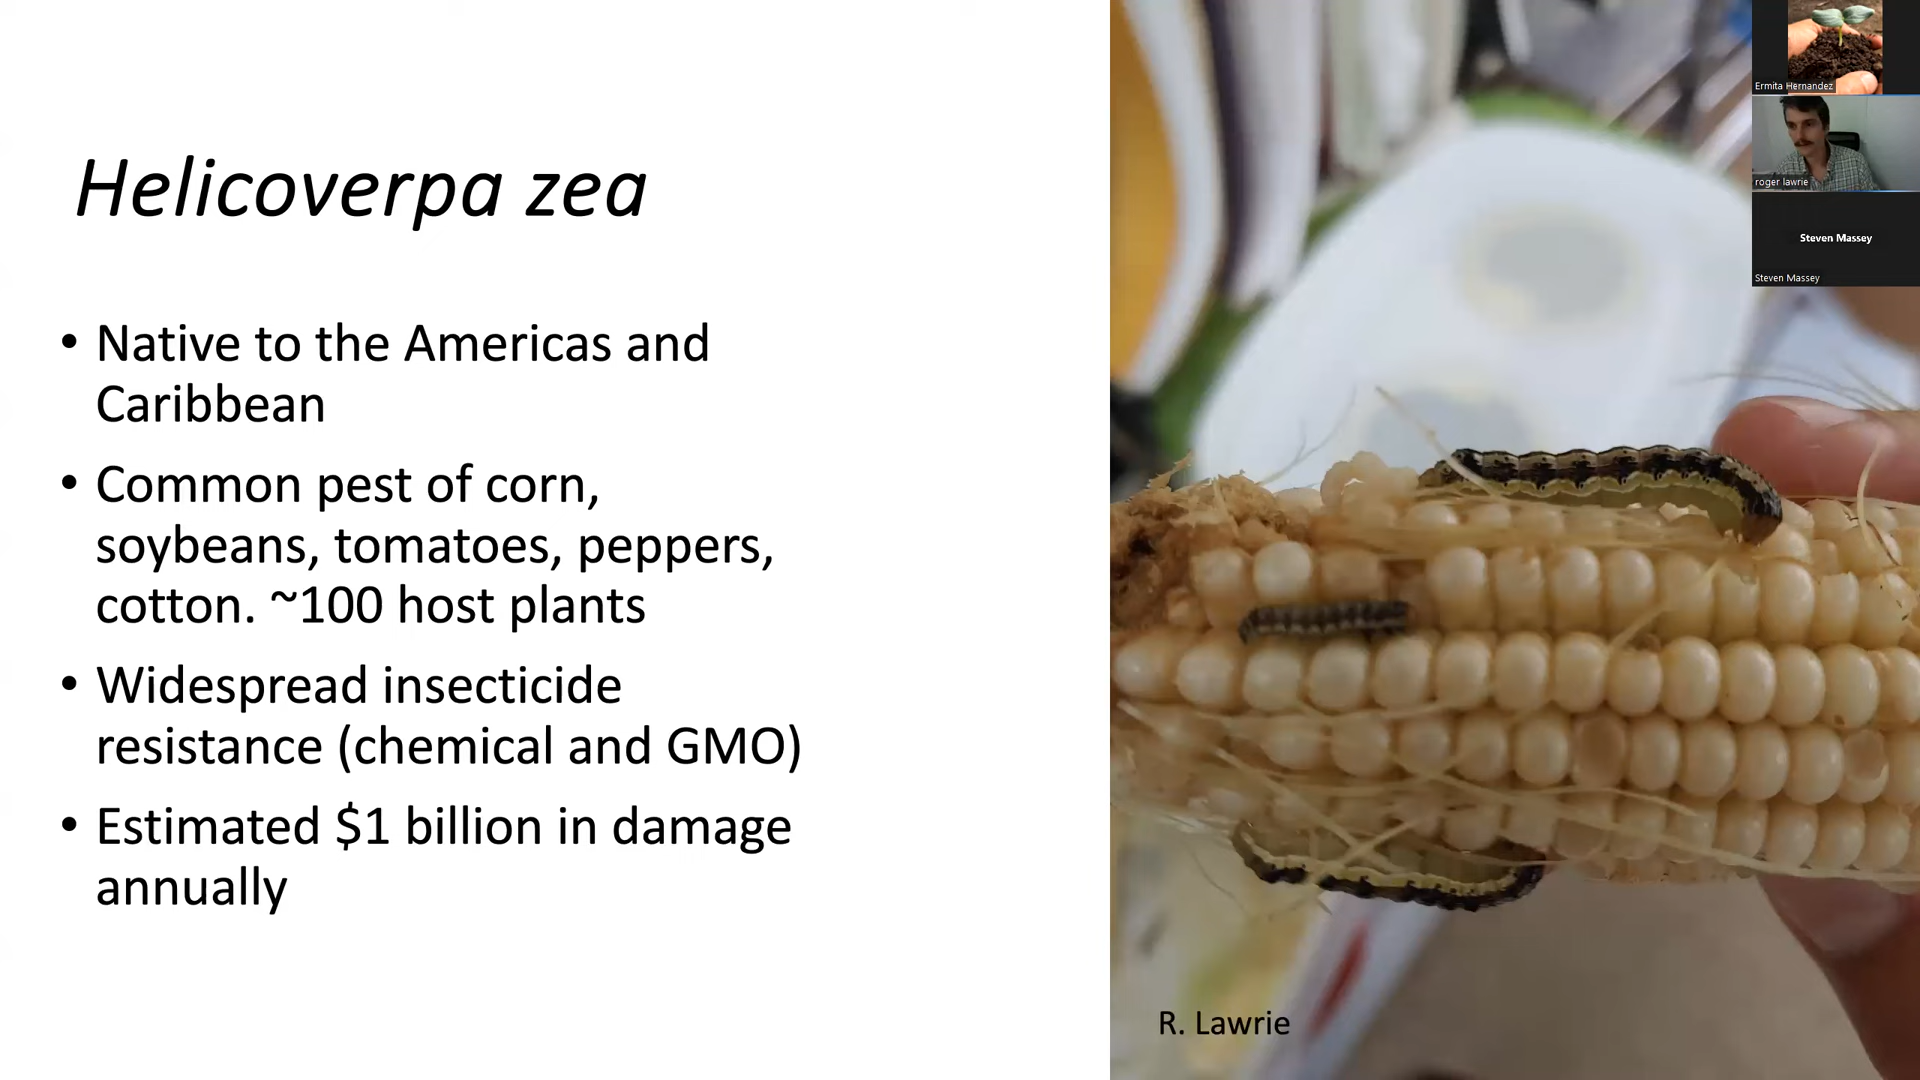 Helicoverpa zea
• Native to the Americas and
Caribbean
• Common pest of corn,
soybeans, tomatoes, peppers,
cotton. ~100 host plants
• Widespread insecticide
resistance (chemical and GMO)
• Estimated $1 billion in damage
annually
R. Lawrie
Ermita Hernandez
roger lawrie
Steven Massey
Steven Massey